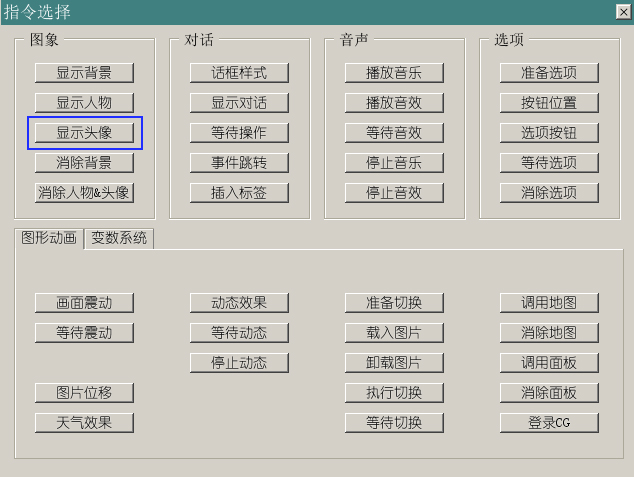 指令选择
图象
显示背景
显示人物
显示头像
消除背景
消除人物&头像
对话
话框样式
显示对话
等待操作
事件跳转
插入标签
音声
播放音乐
播放音效
等待音效
停止音乐
停止音效
选项
准备选项
按钮位置
选项按钮
等待选项
消除选项
图形动画 变数系统
画面震动
等待震动
图片位移
天气效果
动态效果
等待动态
停止动态
准备切换
载入图片
卸载图片
执行切换
等待切换
调用地图
消除地图
调用面板
消除面板
登录CG